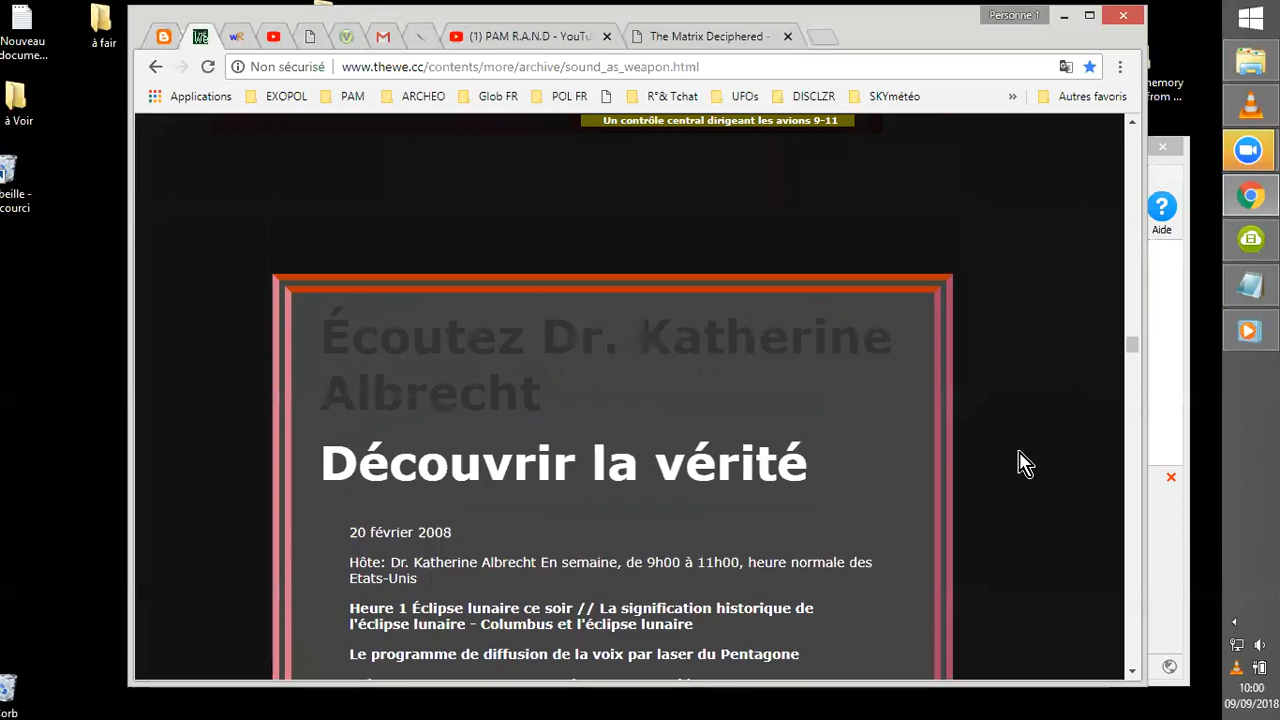 Nouveau
docume...
à fair
à Voir
beille -
courci
Corb
Personne 1
(1) PAM R.A.N.D - YouTu
The Matrix Deciphered -
Non sécurisé
www.thewe.cc/contents/more/archive/sound_as_weapon.html
Applications
EXOPOL
PAM
ARCHEO
Glob FR
POL FR
R°& Tchat
UFOs
DISCLZR
SKYmétéo
»
Autres favoris
Un contrôle central dirigeant les avions 9-11
Écoutez Dr. Katherine
Albrecht
Découvrir la vérité
20 février 2008
Hôte: Dr. Katherine Albrecht En semaine, de 9h00 à 11h00, heure normale des
Etats-Unis
Heure 1 Éclipse lunaire ce soir // La signification historique de
l'éclipse lunaire - Columbus et l'éclipse lunaire
Le programme de diffusion de la voix par laser du Pentagone
memory
from ...
Aide
10:00
09/09/2018